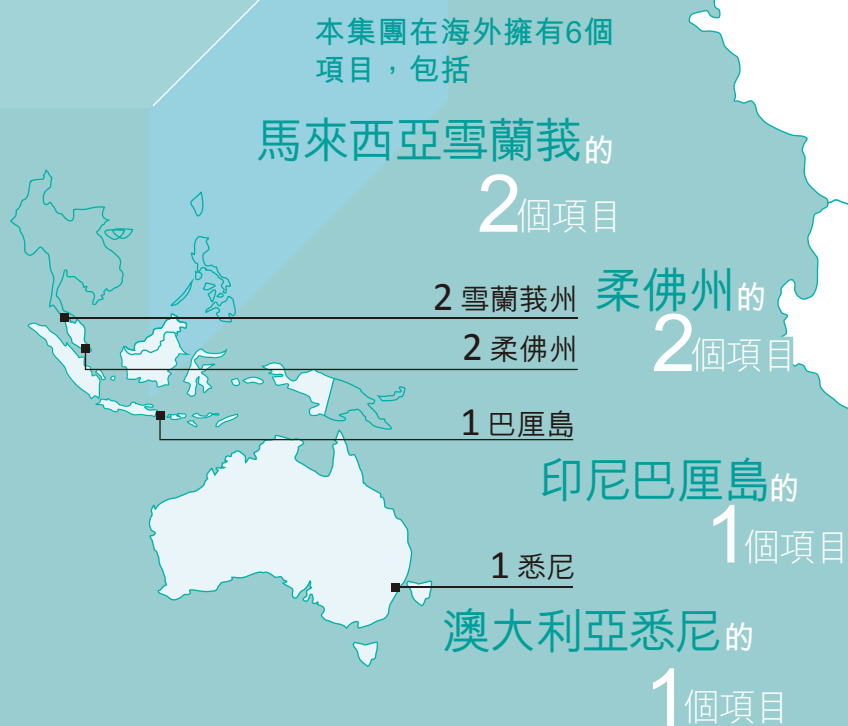 本集團在海外擁有6個
項目，包括
馬來西亞雪蘭莪的
2個項目
2 雪蘭莪州
柔佛州的
2個項目
2 柔佛州
1 巴厘島
印尼巴厘島的
1個項目
1 悉尼
澳大利亞悉尼的
1個項目